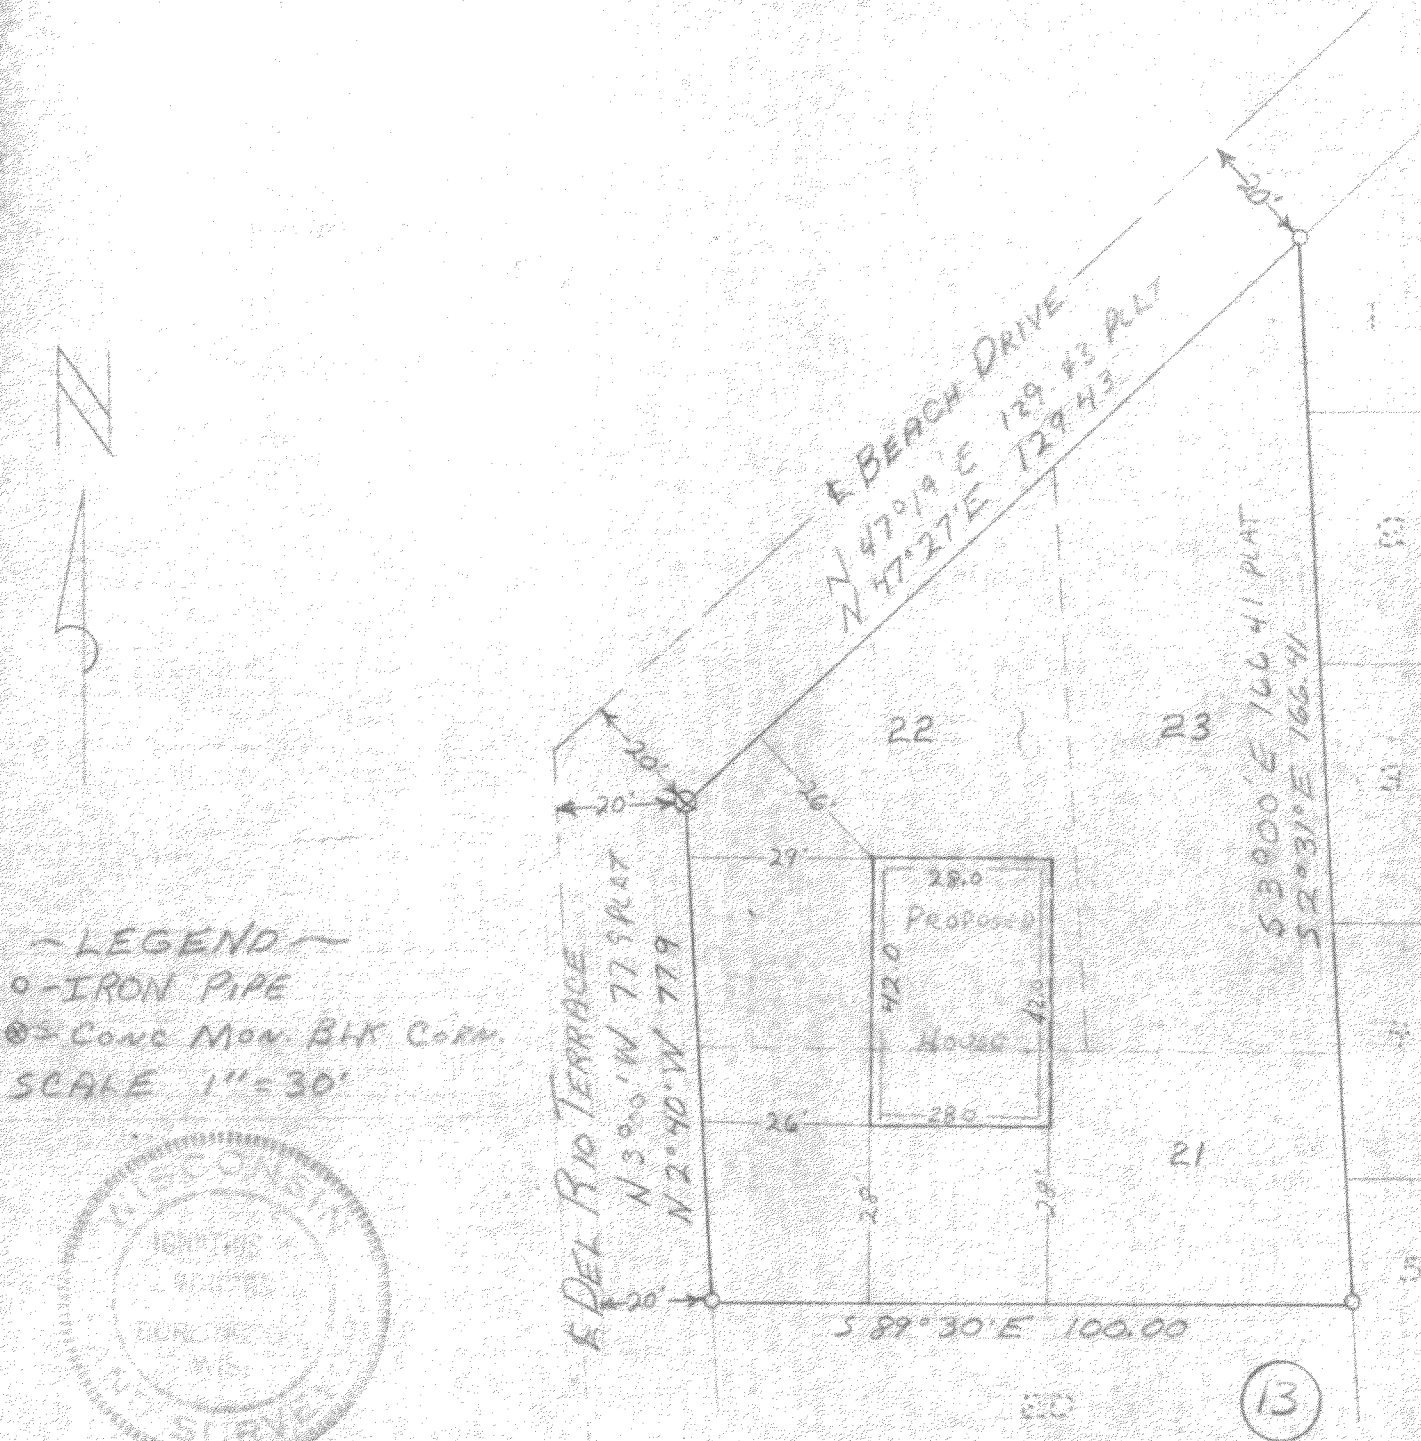 20'
℄ BEACH DRIVE
N 47°19' E 129.43 PLAT
N 47°27' E 129.43
1
S 3°00' E 166.41 PLAT
S 2°31' E 166.41
22
23
20'
20'
26'
27'
28.0
PROPOSED
42.0
42.0
HOUSE
28.0
26'
28'
28'
21
℄ DEL RIO TERRACE
N 3°00' W 77.9 PLAT
N 2°40' W 77.9
20'
S 89°30' E 100.00
20
13
LEGEND
o - IRON PIPE
⊗ - CONC MON. BLK CORN.
SCALE 1" = 30'
WISCONSIN